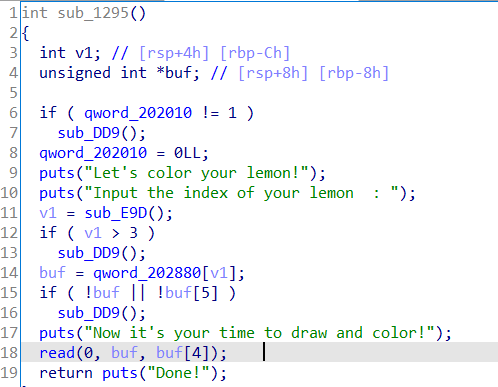 1 int sub_1295()
2 {
3   int v1; // [rsp+4h] [rbp-Ch]
4   unsigned int *buf; // [rsp+8h] [rbp-8h]
5
6   if ( qword_202010 != 1 )
7     sub_DD9();
8   qword_202010 = 0LL;
9   puts("Let's color your lemon!");
10   puts("Input the index of your lemon  : ");
11   v1 = sub_E9D();
12   if ( v1 > 3 )
13     sub_DD9();
14   buf = qword_202880[v1];
15   if ( !buf || !buf[5] )
16     sub_DD9();
17   puts("Now it's your time to draw and color!");
18   read(0, buf, buf[4]);
19   return puts("Done!");